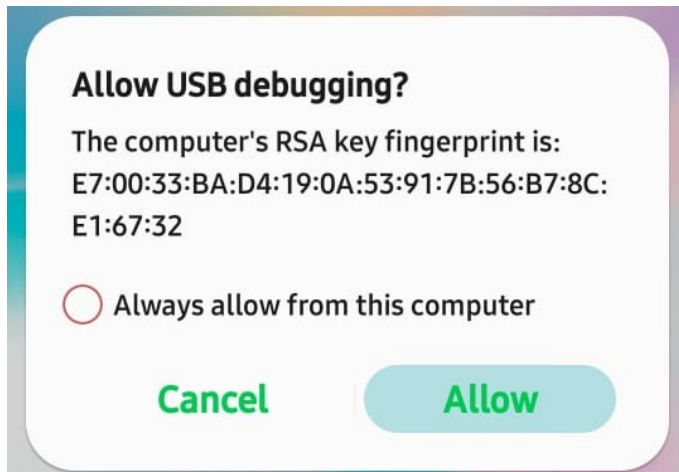 Allow USB debugging?
The computer's RSA key fingerprint is:
E7:00:33:BA:D4:19:0A:53:91:7B:56:B7:8C:
E1:67:32
Always allow from this computer
Cancel Allow